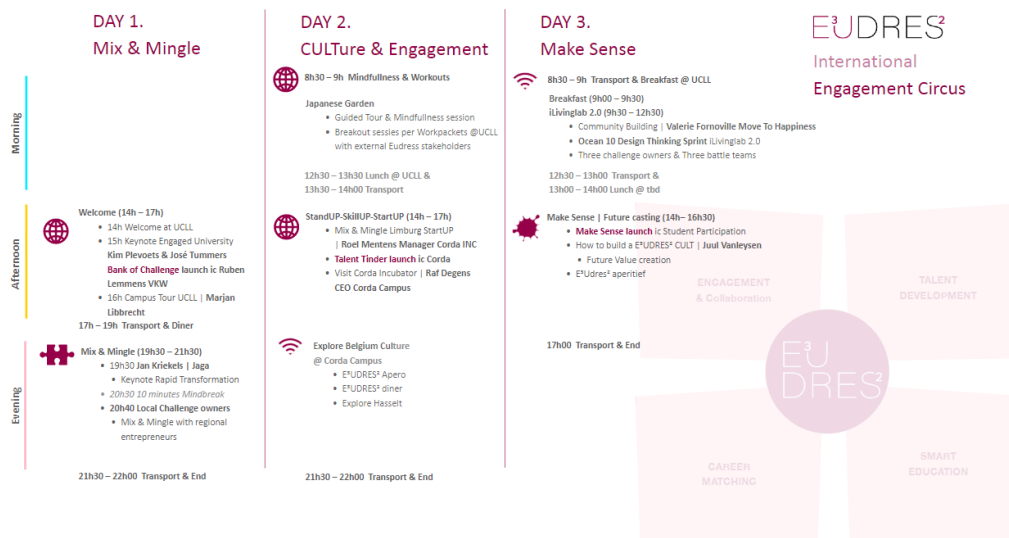 DAY 1.
Mix & Mingle
DAY 2.
CULTure & Engagement
DAY 3.
Make Sense
E³UDRES²
International
Engagement Circus
Morning
Afternoon
Evening
Welcome (14h – 17h)
14h Welcome at UCLL
15h Keynote Engaged University
Kim Plevoets & José Tummers
Bank of Challenge launch ic Ruben
Lemmens VKW
16h Campus Tour UCLL | Marjan
Libbrecht
17h – 19h Transport & Diner
Mix & Mingle (19h30 – 21h30)
19h30 Jan Kriekels | Jaga
Keynote Rapid Transformation
20h30 10 minutes Mindbreak
20h40 Local Challenge owners
Mix & Mingle with regional
entrepreneurs
21h30 – 22h00 Transport & End
8h30 – 9h Mindfullness & Workouts
Japanese Garden
Guided Tour & Mindfulness session
Breakout sessies per Workpackets @UCLL
with external Eudress stakeholders
12h30 – 13h30 Lunch @ UCLL &
13h30 – 14h00 Transport
StandUP-SkillUP-StartUP (14h – 17h)
Mix & Mingle Limburg StartUP
| Roel Mentens Manager Corda INC
Talent Tinder launch ic Corda
Visit Corda Incubator | Raf Degens
CEO Corda Campus
Explore Belgium Culture
@ Corda Campus
E³UDRES² Apero
E³UDRES² diner
Explore Hasselt
21h30 – 22h00 Transport & End
8h30 – 9h Transport & Breakfast @ UCLL
Breakfast (9h00 – 9h30)
iLivinglab 2.0 (9h30 – 12h30)
Community Building | Valerie Fornoville Move To Happiness
Ocean 10 Design Thinking Sprint iLivinglab 2.0
Three challenge owners & Three battle teams
12h30 – 13h00 Transport &
13h00 – 14h00 Lunch @ tbd
Make Sense | Future casting (14h– 16h30)
Make Sense launch ic Student Participation
How to build a E³UDRES² CULT | Juul Vanleysen
Future Value creation
E³Udres² aperitief
17h00 Transport & End
ENGAGEMENT
& Collaboration
TALENT
DEVELOPMENT
E³U
DRES²
CAREER
MATCHING
SMART
EDUCATION